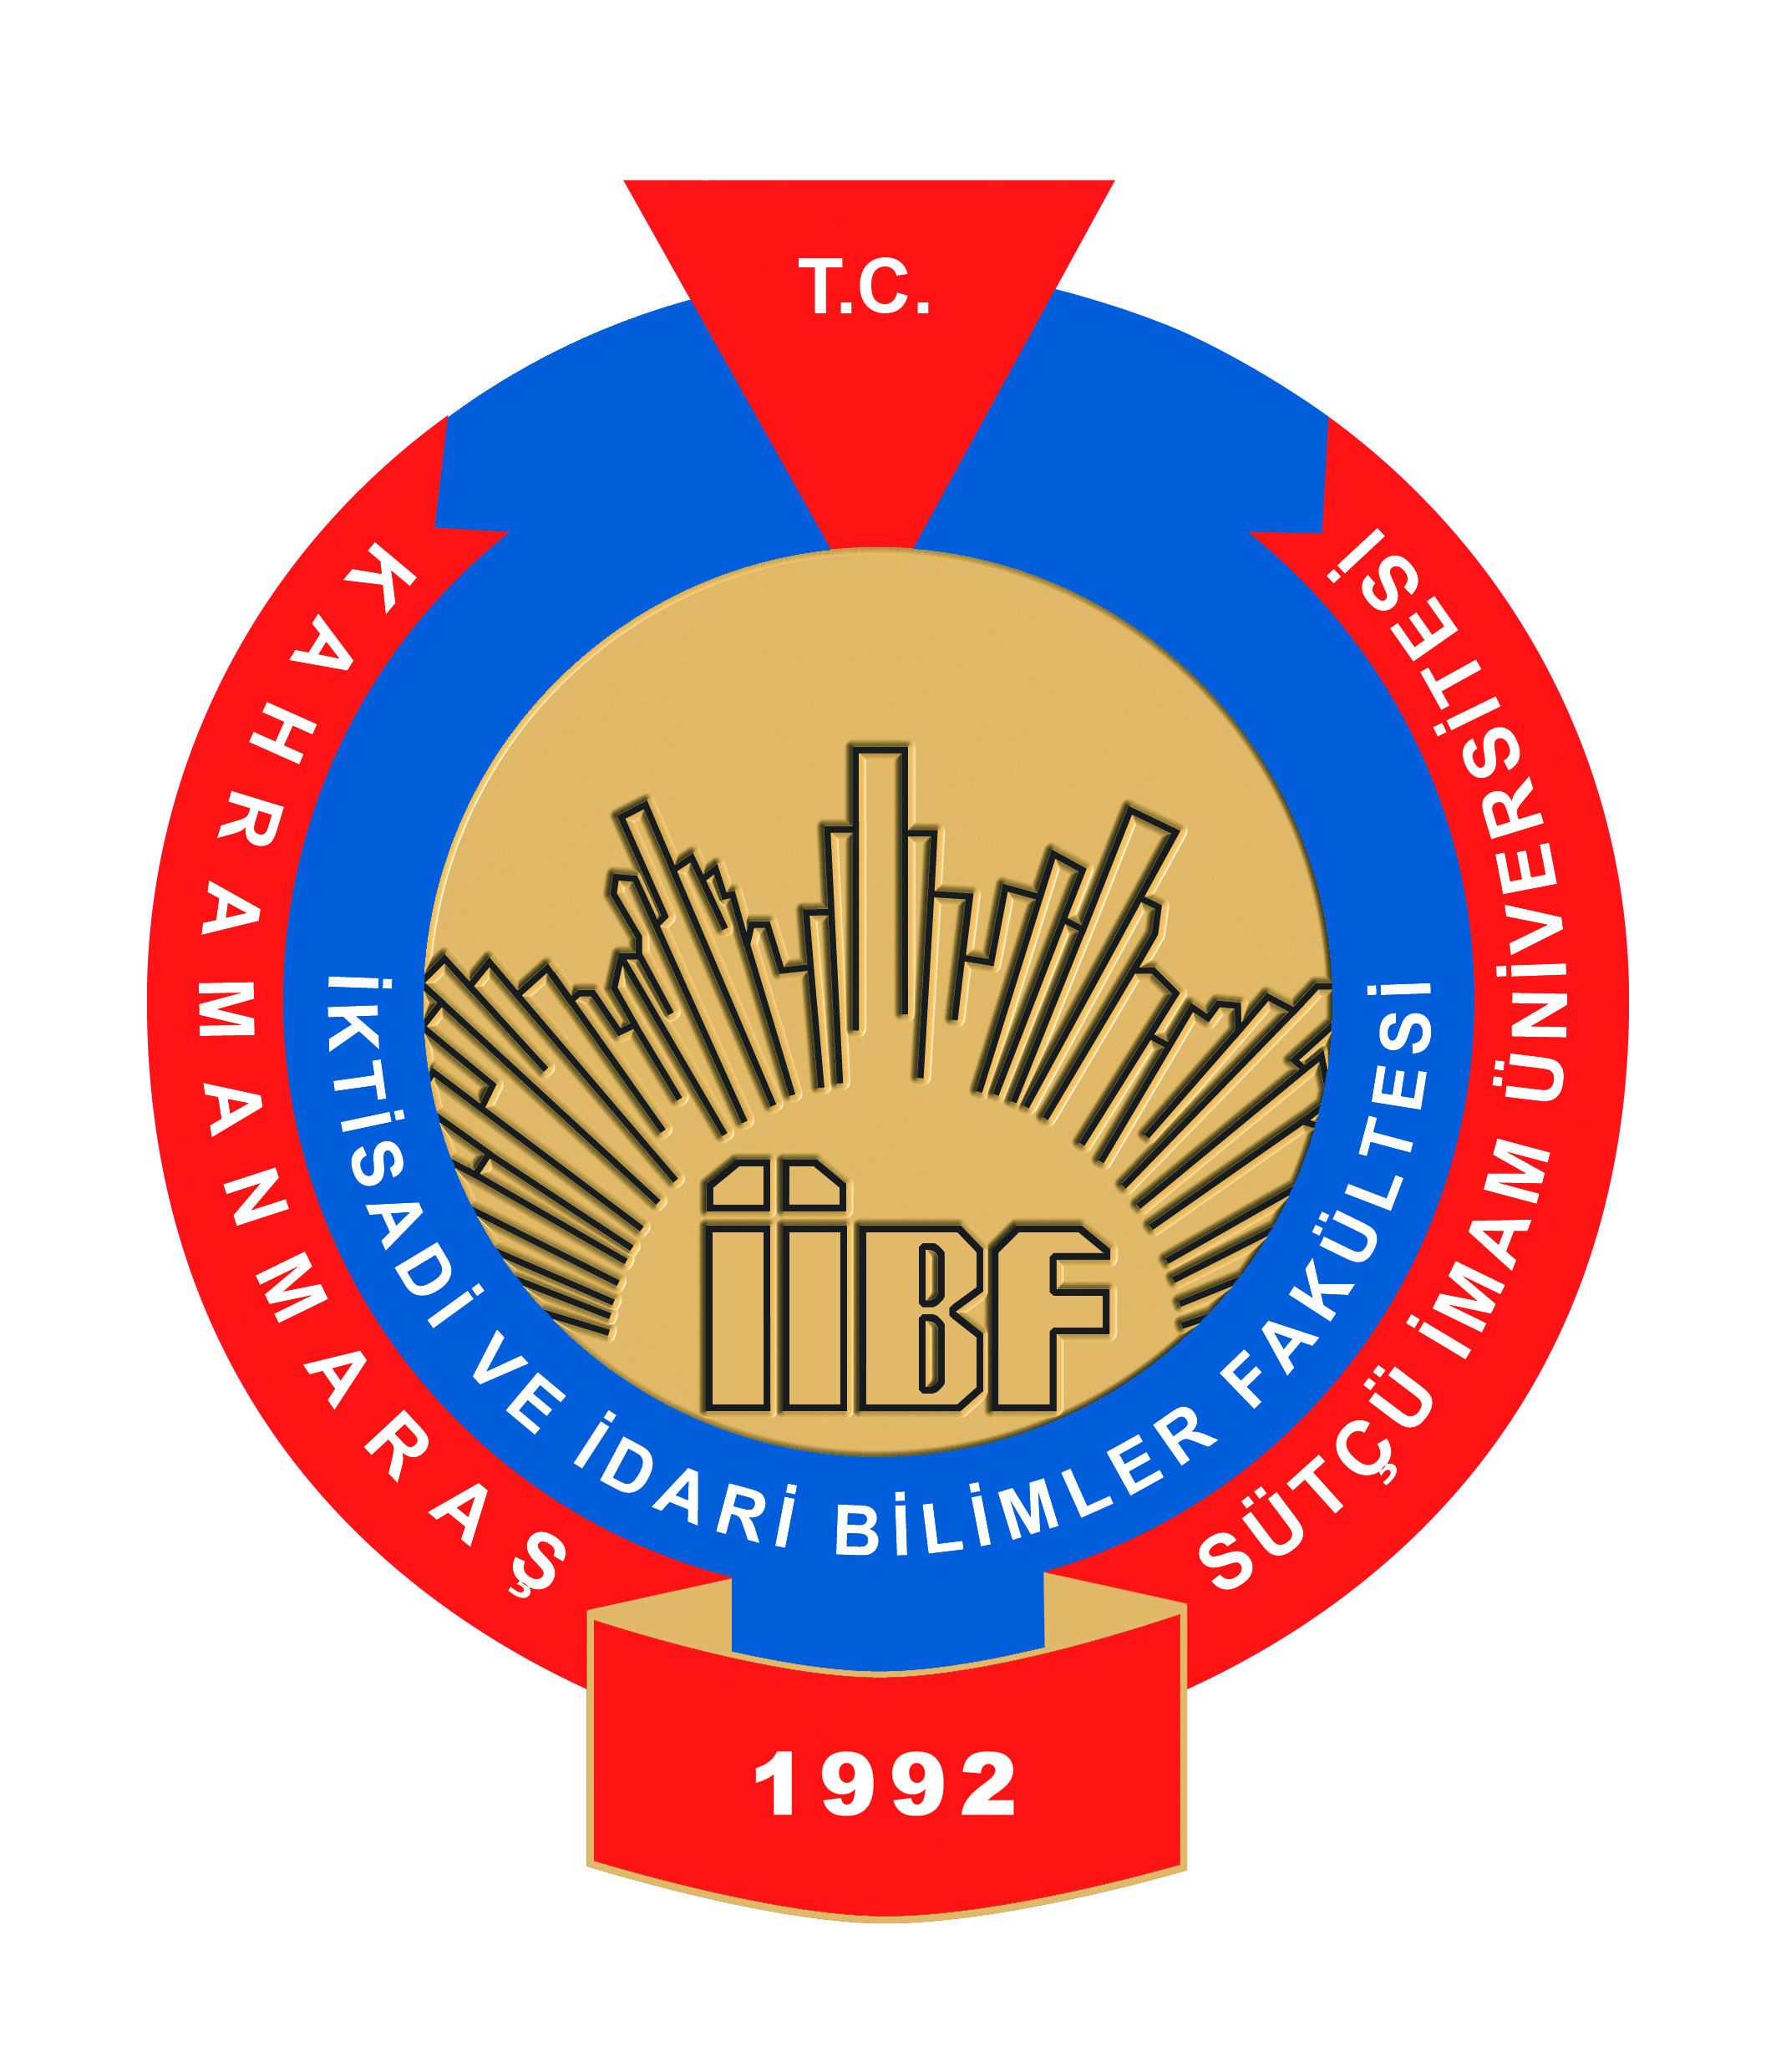 T.C.
KAHRAMANMARAŞ SÜTÇÜ İMAM ÜNİVERSİTESİ
İKTİSADİ VE İDARİ BİLİMLER FAKÜLTESİ
İİBF
1992